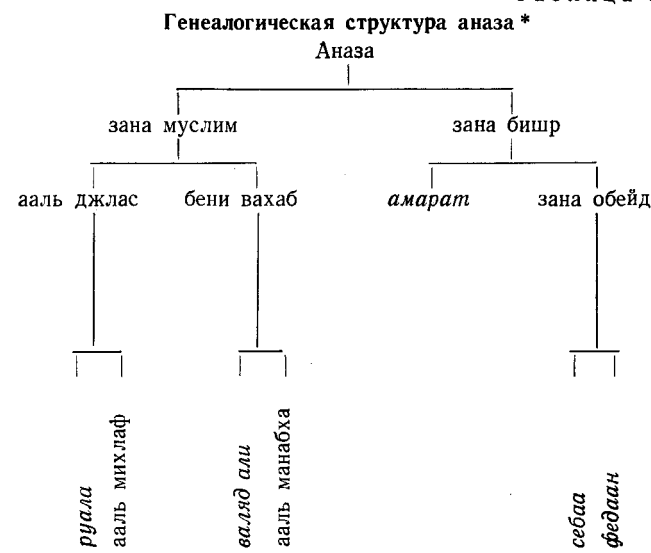 Генеалогическая структура аназа *
Аназа
зана муслим зана бишр
ааль джлас бени вахаб амарат зана обейд
руала
ааль михлаф
валяд али
ааль манабха
себаа
федаан